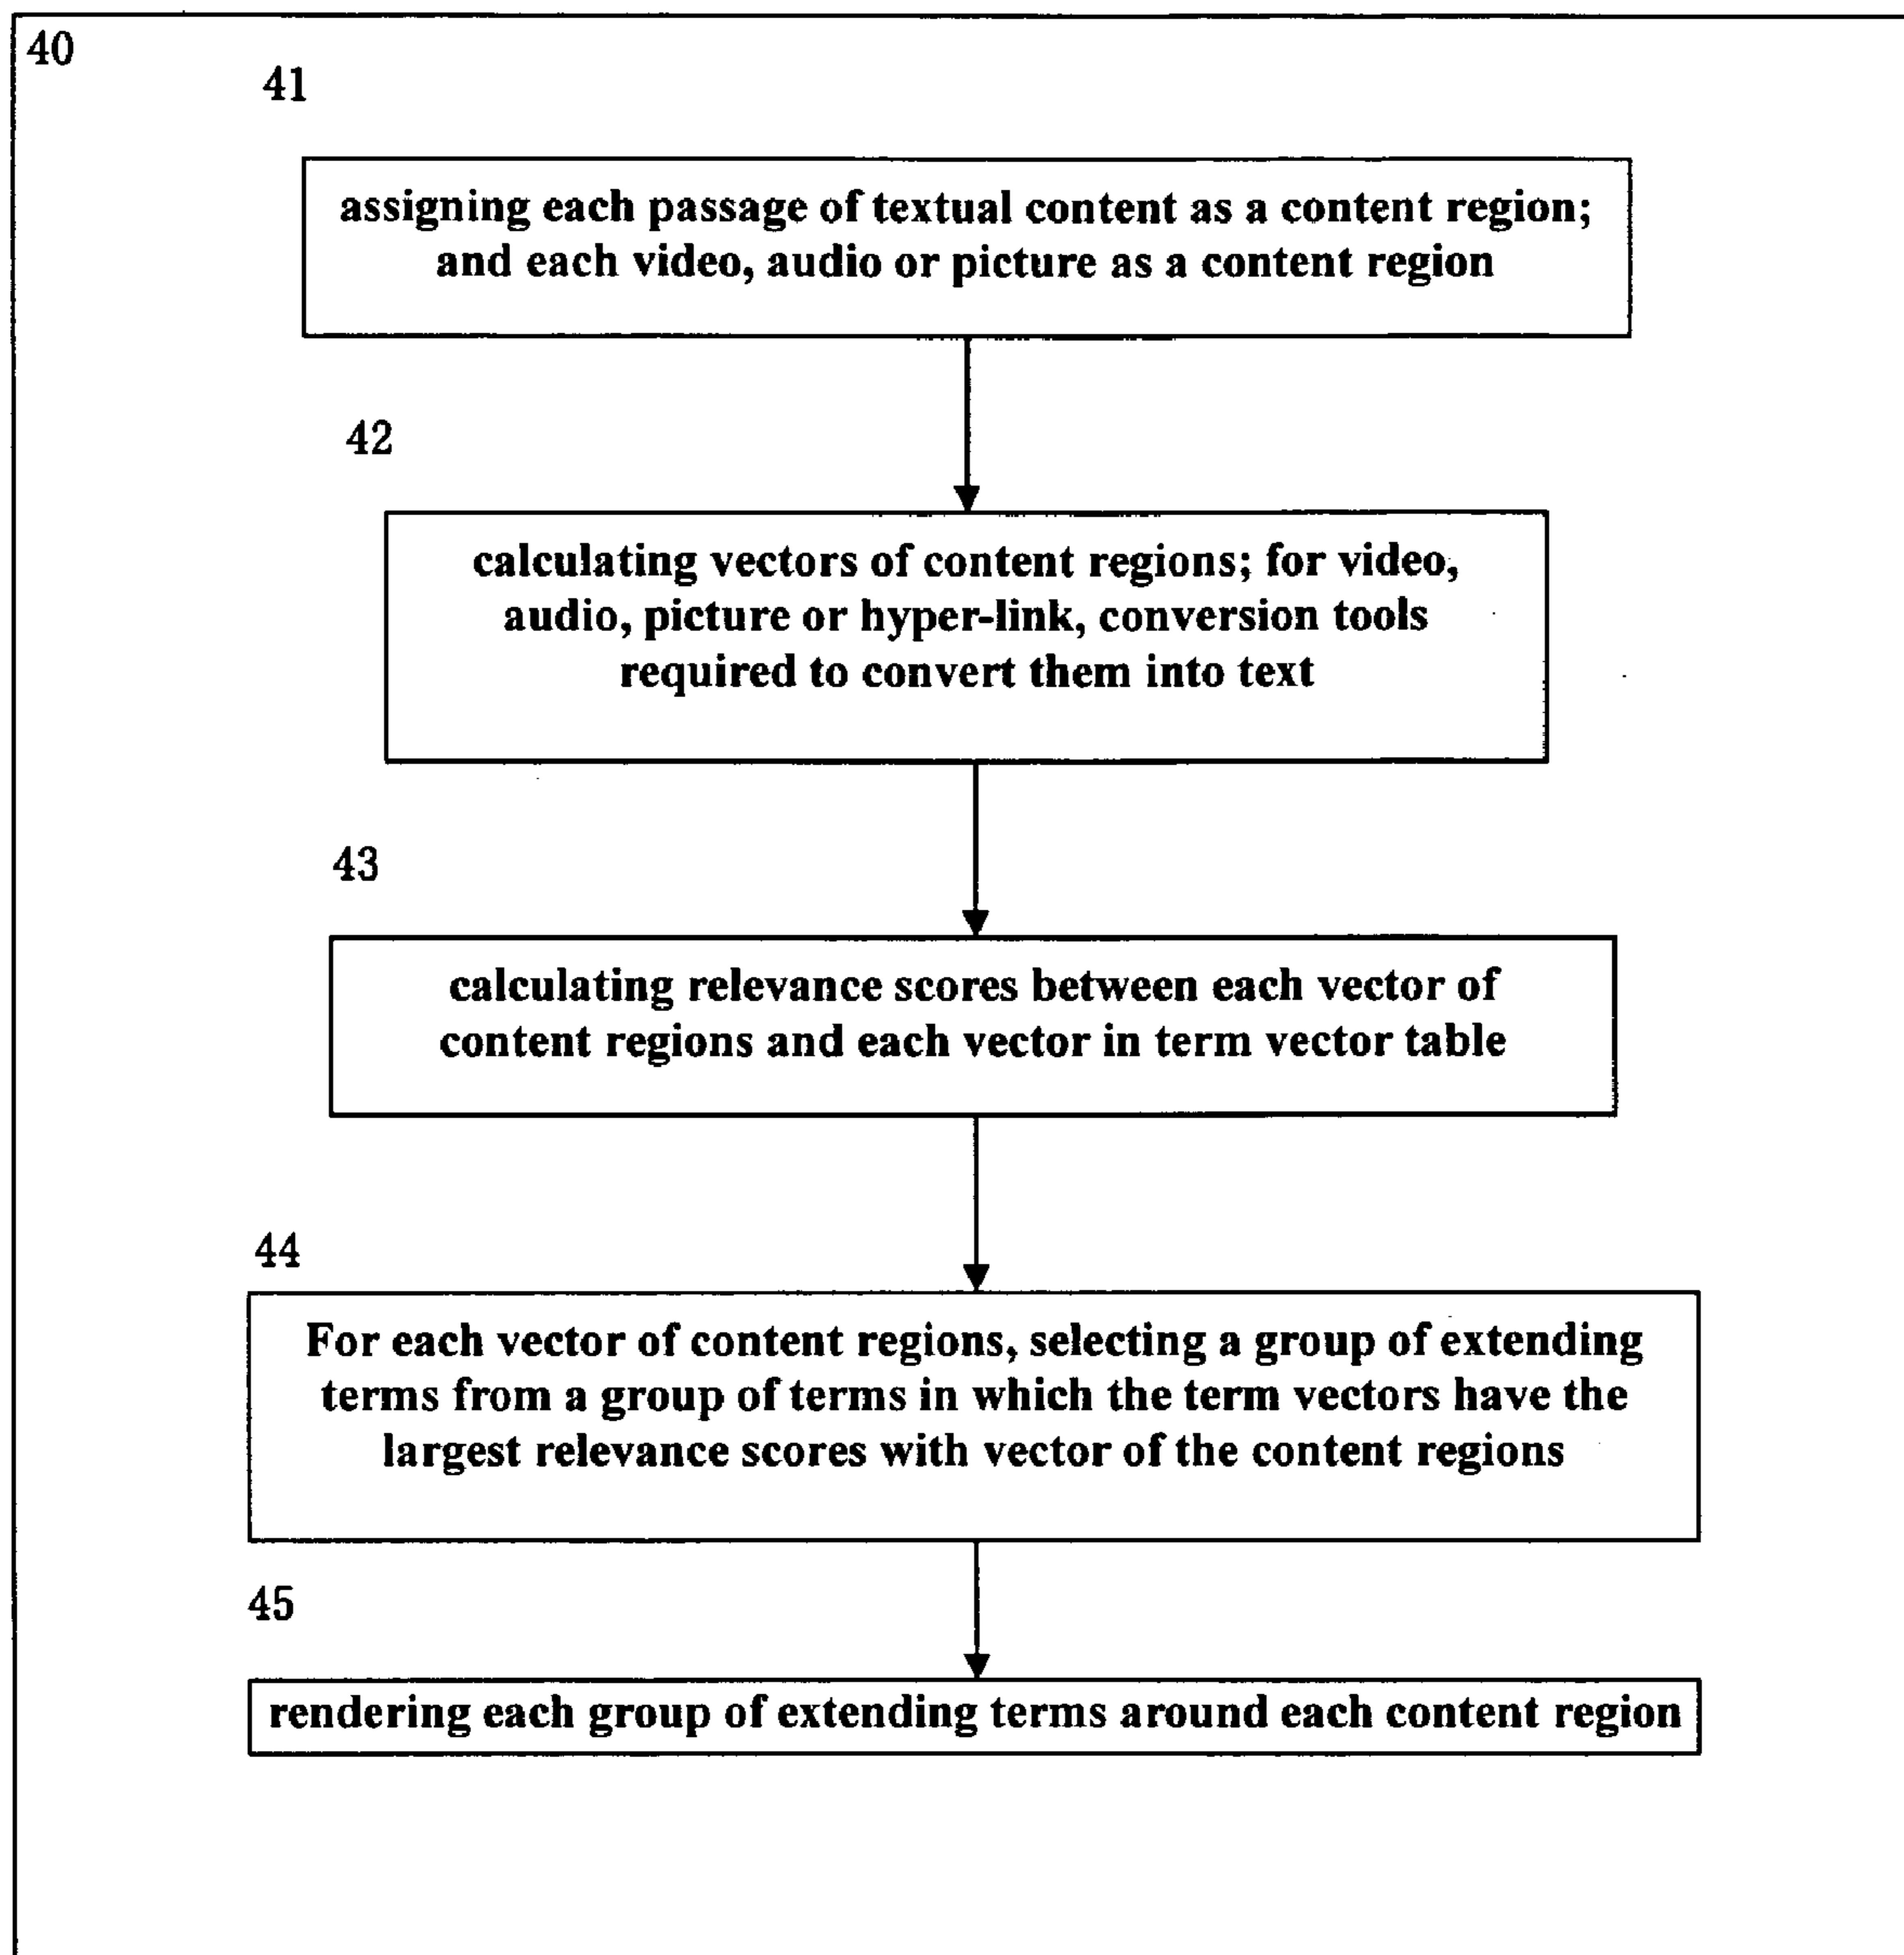 40
41
assigning each passage of textual content as a content region;
and each video, audio or picture as a content region
42
calculating vectors of content regions; for video,
audio, picture or hyper-link, conversion tools
required to convert them into text
43
calculating relevance scores between each vector of
content regions and each vector in term vector table
44
For each vector of content regions, selecting a group of extending
terms from a group of terms in which the term vectors have the
largest relevance scores with vector of the content regions
45
rendering each group of extending terms around each content region